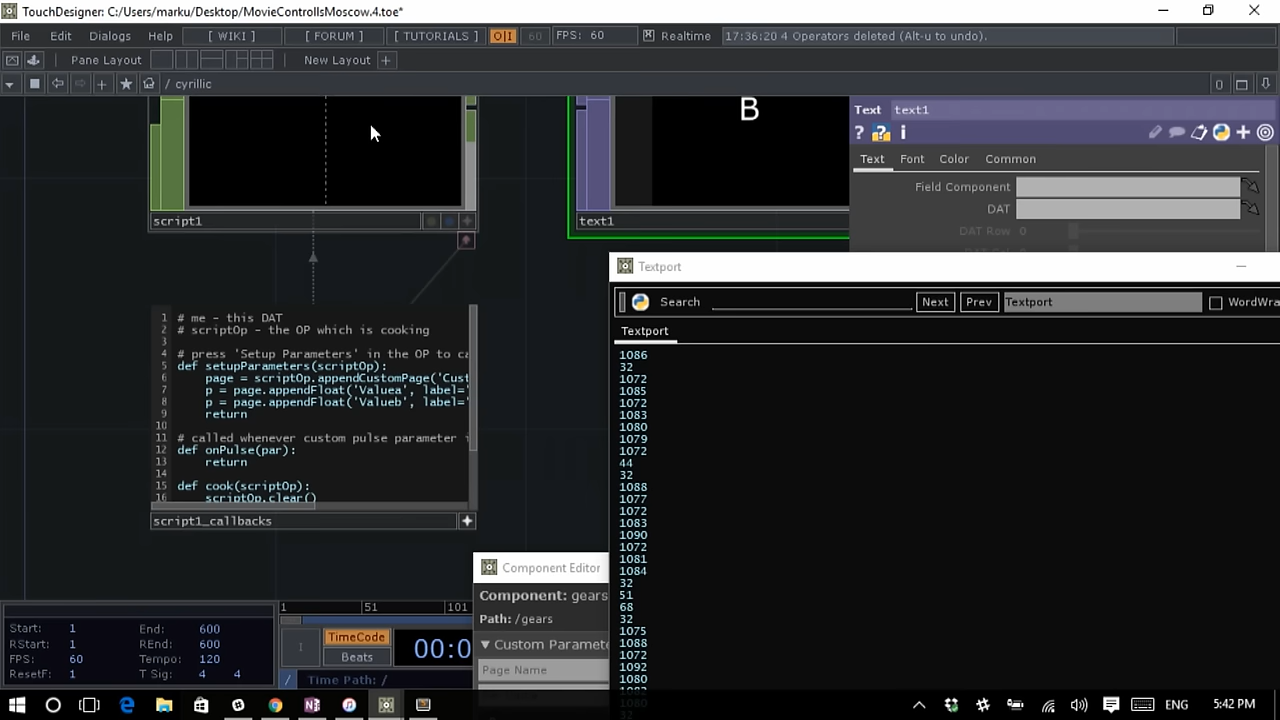 TouchDesigner: C:/Users/marku/Desktop/MovieControllsMoscow.4.toe*
File Edit Dialogs Help [ WIKI ] [ FORUM ] [ TUTORIALS ] O|I 60 FPS: 60 Realtime 17:36:20 4 Operators deleted (Alt-u to undo).
Pane Layout New Layout +
/ cyrillic 0
B
Text text1
? ? i
Text Font Color Common
Field Component
DAT
DAT Row 0
script1
text1
1 # me - this DAT
2 # scriptOp - the OP which is cooking
3
4 # press 'Setup Parameters' in the OP to ca
5 def setupParameters(scriptOp):
6 page = scriptOp.appendCustomPage('Cus
7 p = page.appendFloat('Valuea', label='
8 p = page.appendFloat('Valueb', label='
9 return
10
11 # called whenever custom pulse parameter i
12 def onPulse(par):
13 return
14
15 def cook(scriptOp):
16 scriptOp.clear()
script1_callbacks
Textport
Search Next Prev Textport WordWra
Textport
1086
32
1072
1085
1072
1083
1080
1079
1072
44
32
1088
1077
1072
1083
1090
1072
1081
1084
32
51
68
32
1075
1088
1072
1092
1080
Component Editor
Component: gears
Path: /gears
Custom Parame
Page Name
Start: 1 End: 600
RStart: 1 REnd: 600
FPS: 60 Tempo: 120
ResetF: 1 T Sig: 4 4
1 51 101
TimeCode
Beats
00:0
/ Time Path: /
ENG 5:42 PM